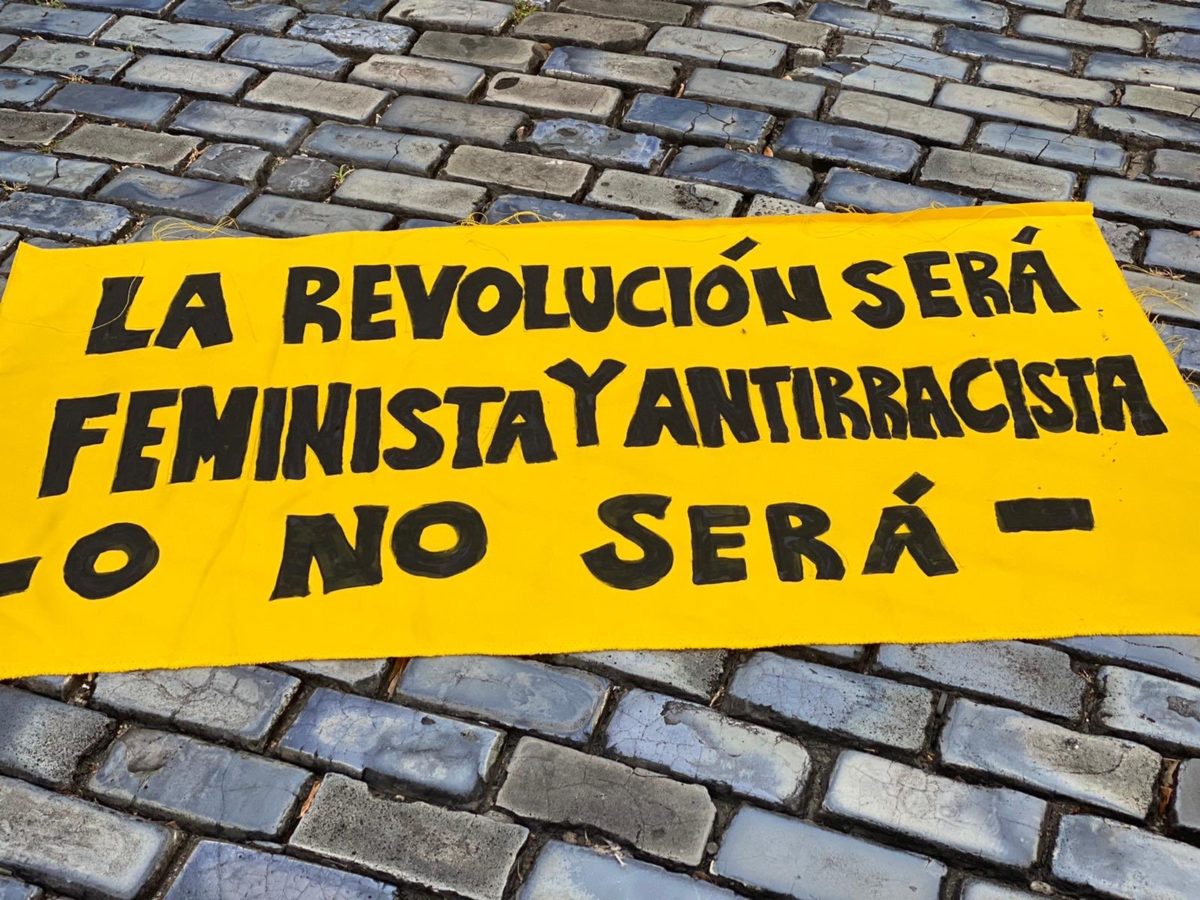 LA REVOLUCIÓN SERÁ
FEMINISTA Y ANTIRRACISTA
-O NO SERÁ-